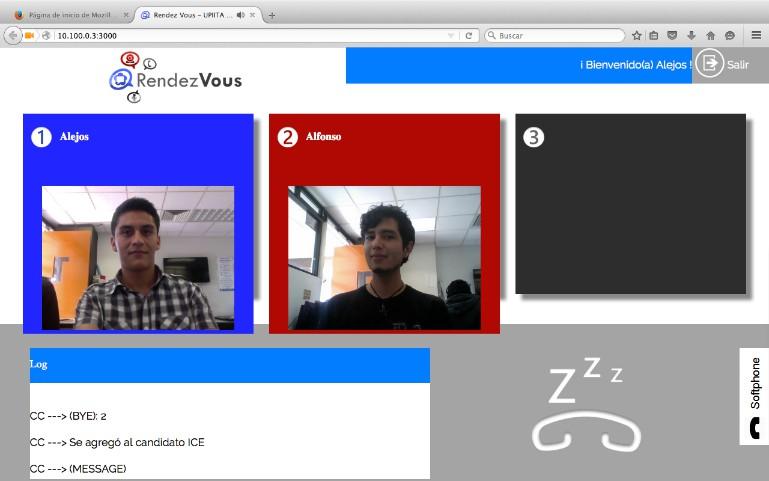 Página de inicio de Mozill...
Rendez Vous - UPIITA ...
10.100.0.3:3000
Buscar
RendezVous
¡ Bienvenido(a) Alejos !
Salir
1 Alejos
2 Alfonso
3
Log
CC ---> (BYE): 2
CC ---> Se agregó al candidato ICE
CC ---> (MESSAGE)
Z z z
Softphone